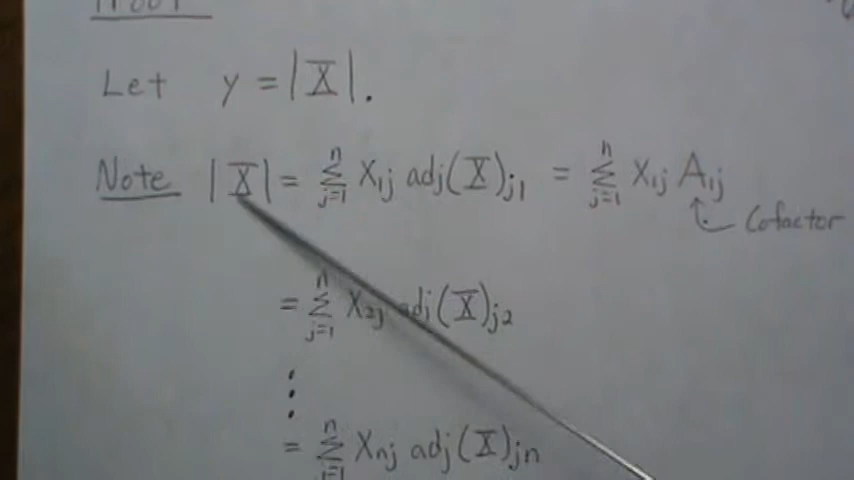 Proof
Let y = |X|.
Note |X| = Σ_{j=1}^{n} x_{1j} adj(X)_{j1} = Σ_{j=1}^{n} x_{1j} A_{1j}
Cofactor
= Σ_{j=1}^{n} x_{2j} adj(X)_{j2}
⋮
= Σ_{j=1}^{n} x_{nj} adj(X)_{jn}